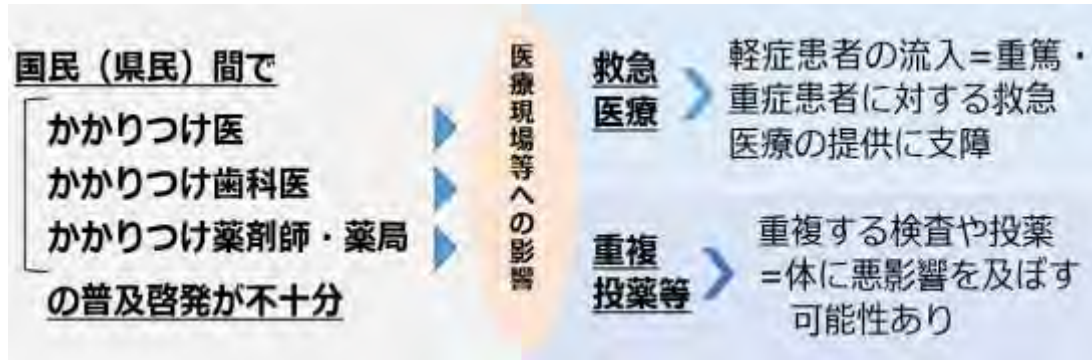 国民（県民）間で
かかりつけ医
かかりつけ歯科医
かかりつけ薬剤師・薬局
の普及啓発が不十分
医療現場等への影響
救急
医療
軽症患者の流入＝重篤・
重症患者に対する救急
医療の提供に支障
重複
投薬等
重複する検査や投薬
＝体に悪影響を及ぼす
可能性あり